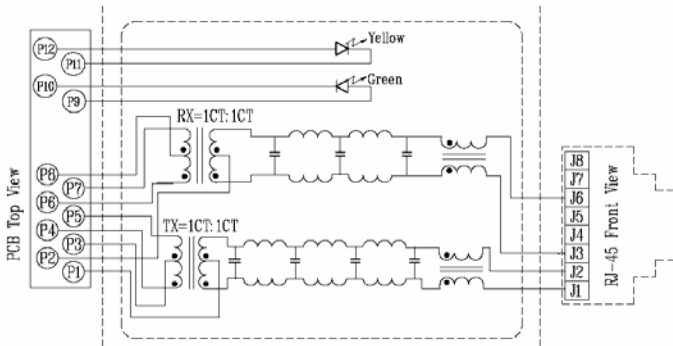 P12
Yellow
P11
P10
Green
P9
RX=1CT:1CT
P8
P7
P6
P5
P4
P3
P2
P1
TX=1CT:1CT
PCB Top View
J8
J7
J6
J5
J4
J3
J2
J1
RJ-45 Front View